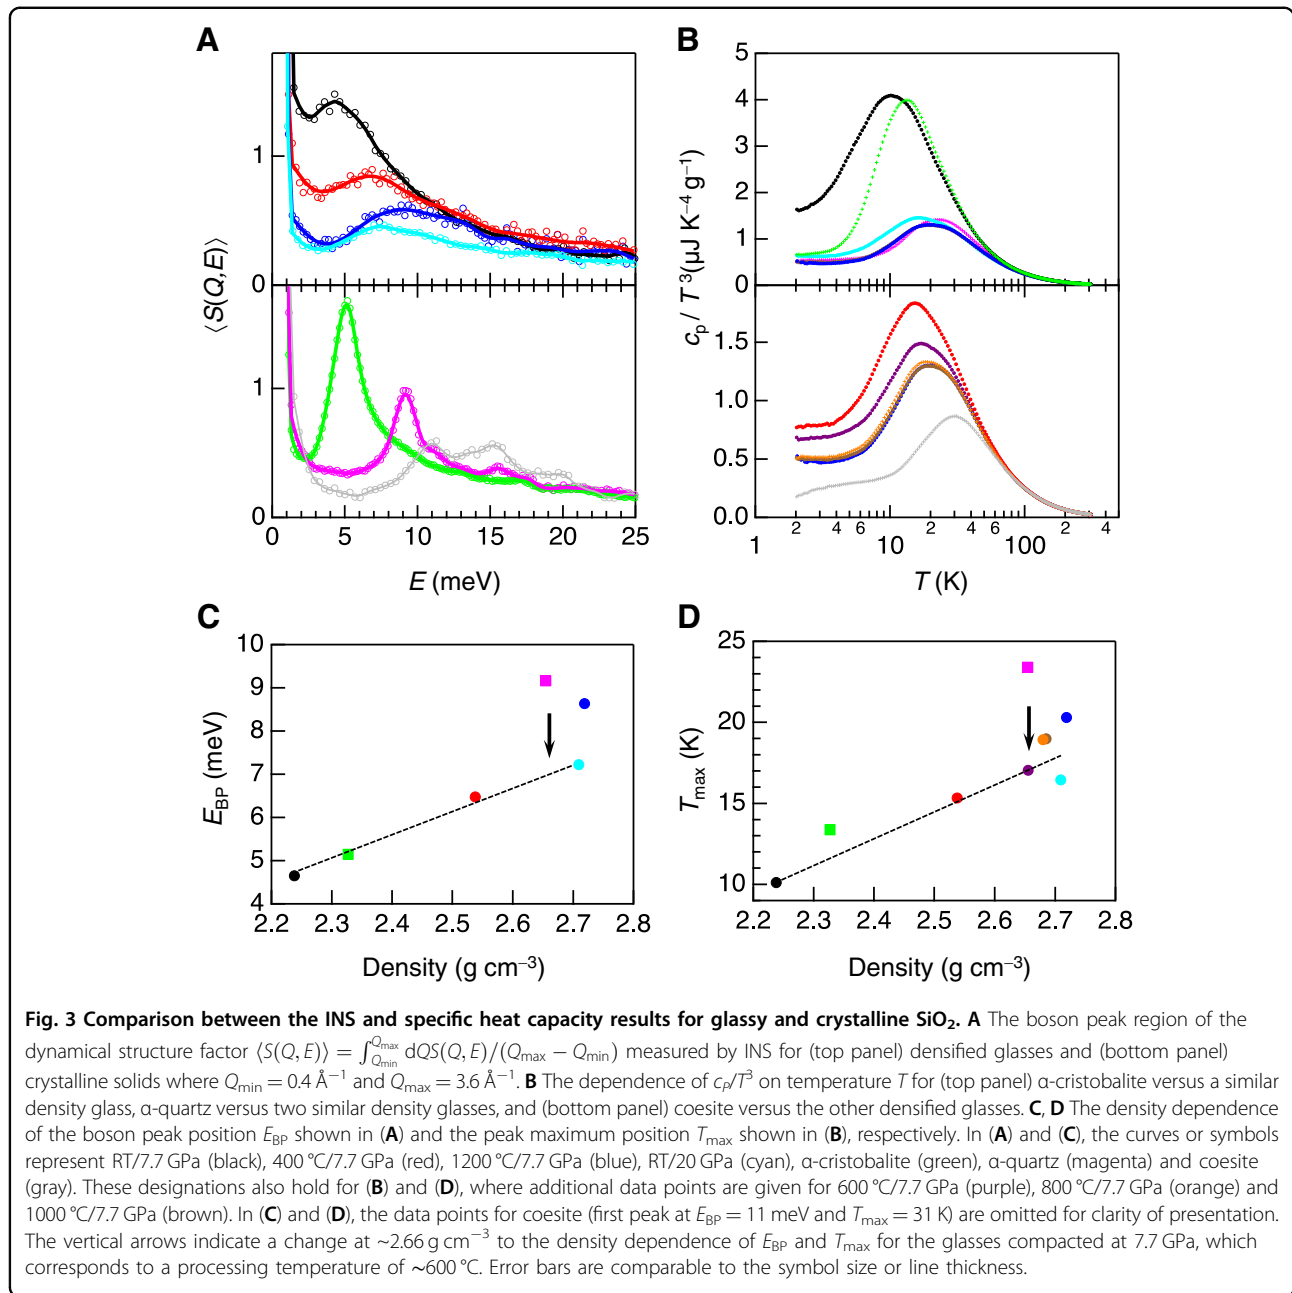 A
B
1
0
1
0
0
5
10
15
20
25
⟨S(Q,E)⟩
E (meV)
5
4
3
2
1
0
1.5
1.0
0.5
0.0
c_p / T³ (μJ K⁻⁴ g⁻¹)
2 4 6 2 4 6 2 4
1 10 100
T (K)
C
D
10
9
8
7
6
5
4
E_BP (meV)
2.2 2.3 2.4 2.5 2.6 2.7 2.8
Density (g cm⁻³)
25
20
15
10
T_max (K)
2.2 2.3 2.4 2.5 2.6 2.7 2.8
Density (g cm⁻³)
Fig. 3 Comparison between the INS and specific heat capacity results for glassy and crystalline SiO₂. A The boson peak region of the
dynamical structure factor ⟨S(Q, E)⟩ = ∫_{Q_min}^{Q_max} dQS(Q, E)/(Q_max − Q_min) measured by INS for (top panel) densified glasses and (bottom panel)
crystalline solids where Q_min = 0.4 Å⁻¹ and Q_max = 3.6 Å⁻¹. B The dependence of c_P/T³ on temperature T for (top panel) α-cristobalite versus a similar
density glass, α-quartz versus two similar density glasses, and (bottom panel) coesite versus the other densified glasses. C, D The density dependence
of the boson peak position E_BP shown in (A) and the peak maximum position T_max shown in (B), respectively. In (A) and (C), the curves or symbols
represent RT/7.7 GPa (black), 400 °C/7.7 GPa (red), 1200 °C/7.7 GPa (blue), RT/20 GPa (cyan), α-cristobalite (green), α-quartz (magenta) and coesite
(gray). These designations also hold for (B) and (D), where additional data points are given for 600 °C/7.7 GPa (purple), 800 °C/7.7 GPa (orange) and
1000 °C/7.7 GPa (brown). In (C) and (D), the data points for coesite (first peak at E_BP = 11 meV and T_max = 31 K) are omitted for clarity of presentation.
The vertical arrows indicate a change at ~2.66 g cm⁻³ to the density dependence of E_BP and T_max for the glasses compacted at 7.7 GPa, which
corresponds to a processing temperature of ~600 °C. Error bars are comparable to the symbol size or line thickness.